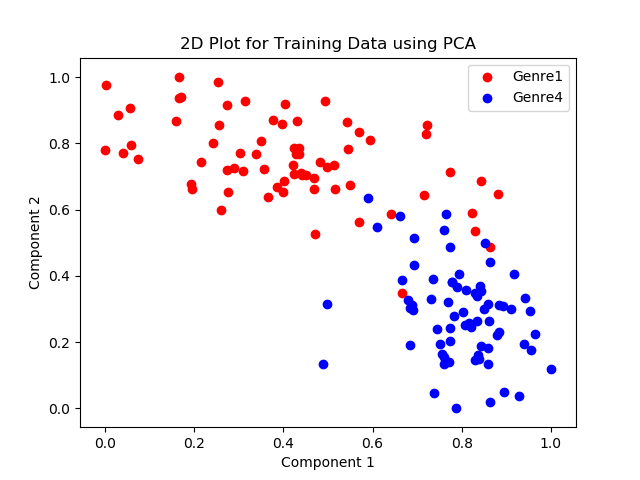 2D Plot for Training Data using PCA
Genre1
Genre4
1.0
0.8
0.6
0.4
0.2
0.0
Component 2
0.0 0.2 0.4 0.6 0.8 1.0
Component 1